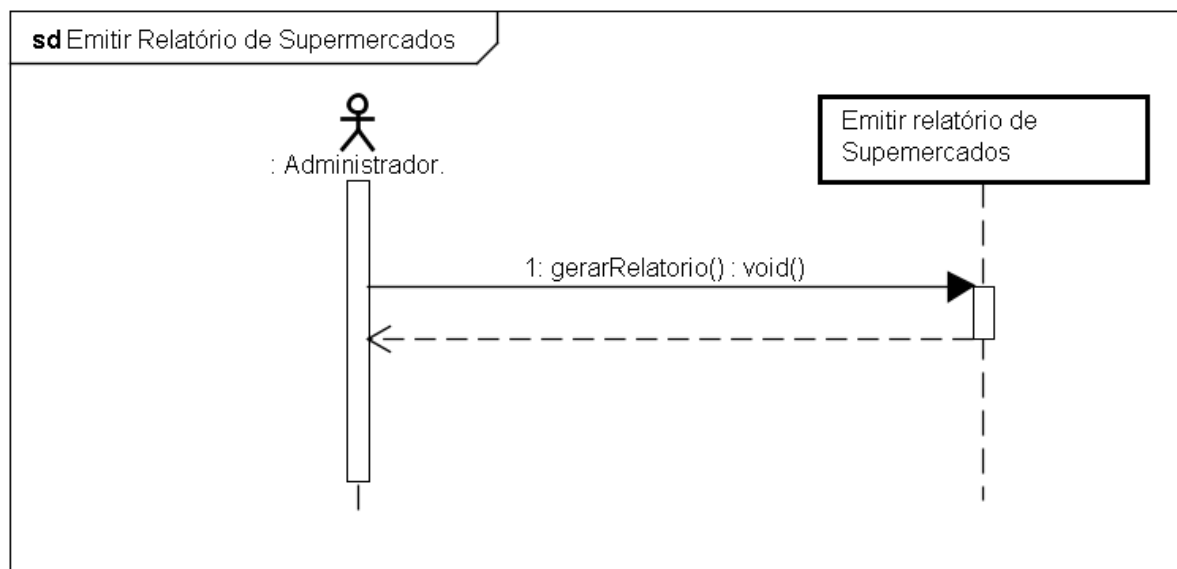 sd Emitir Relatório de Supermercados
: Administrador.
Emitir relatório de
Supemercados
1: gerarRelatorio() : void()